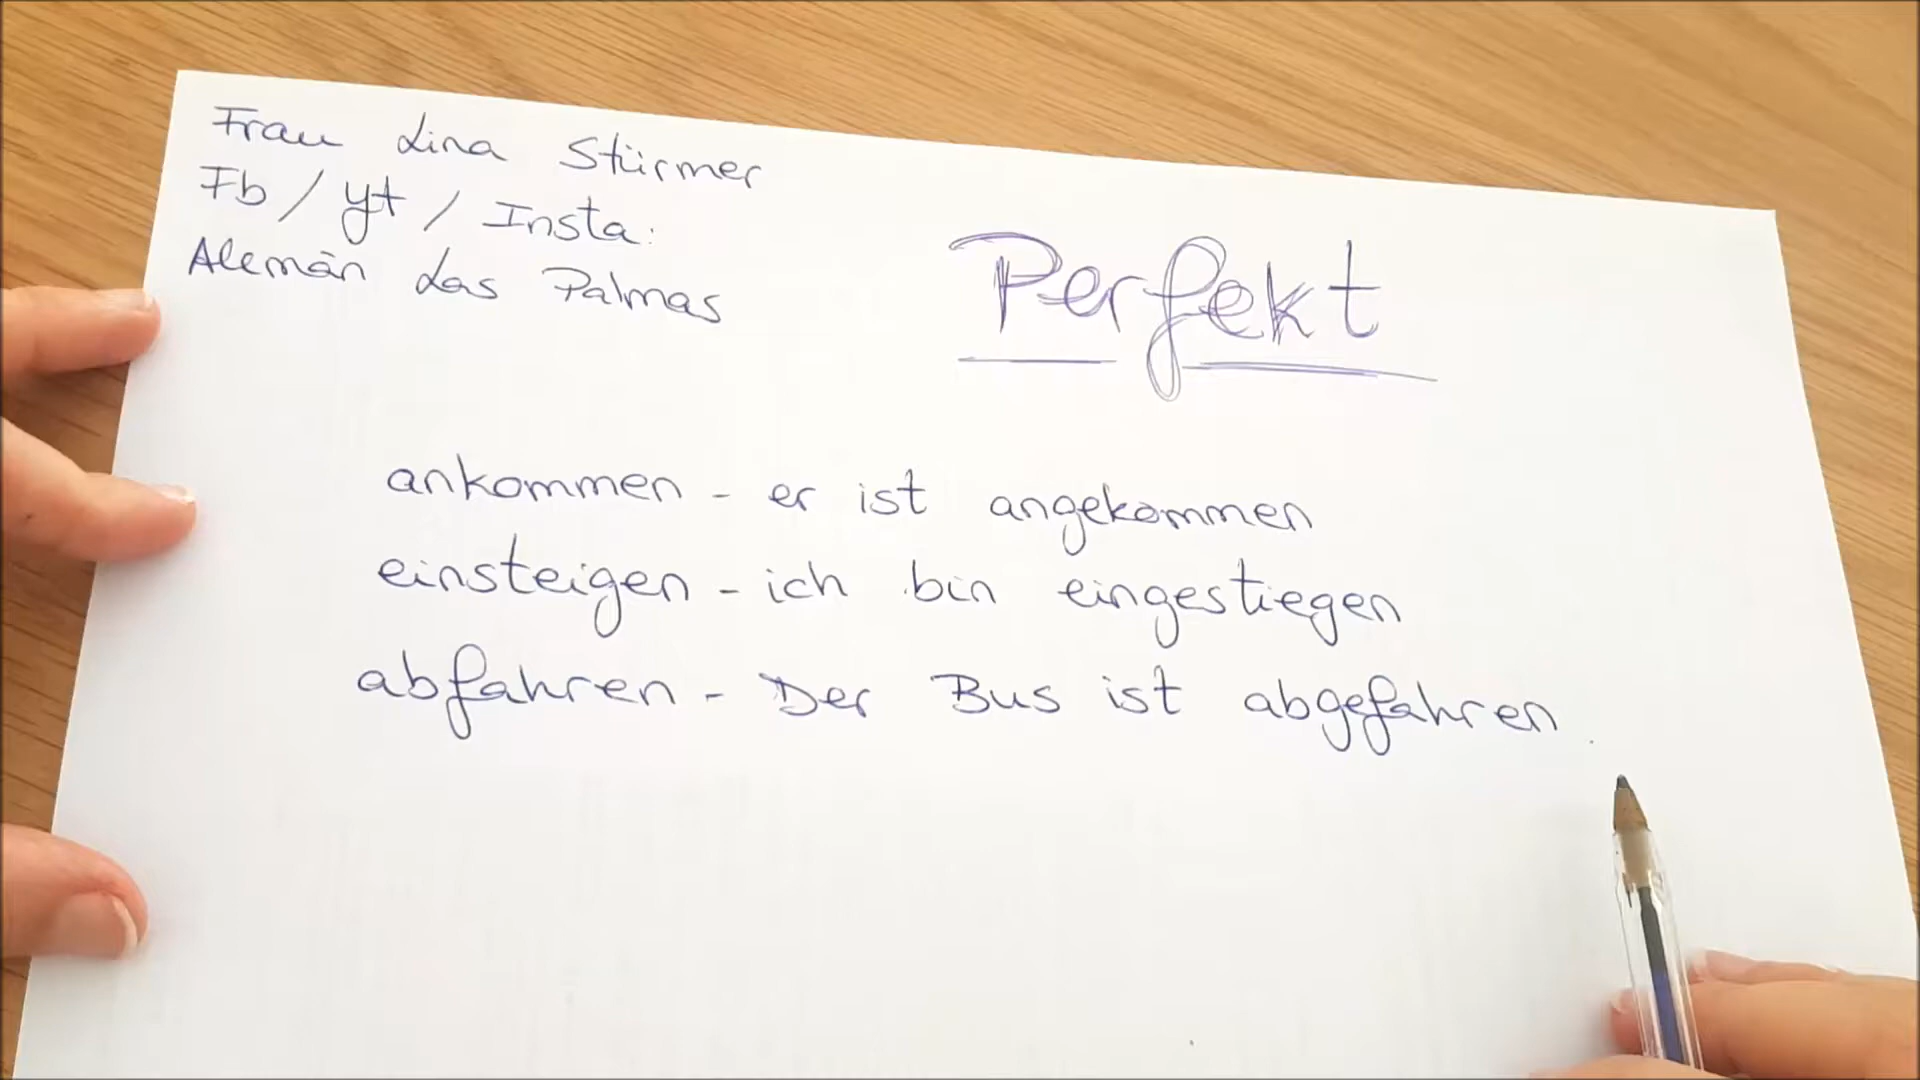 Frau Lina Stürmer
Fb / yt / Insta:
Alemán Las Palmas
Perfekt
ankommen - er ist angekommen
einsteigen - ich bin eingestiegen
abfahren - Der Bus ist abgefahren.